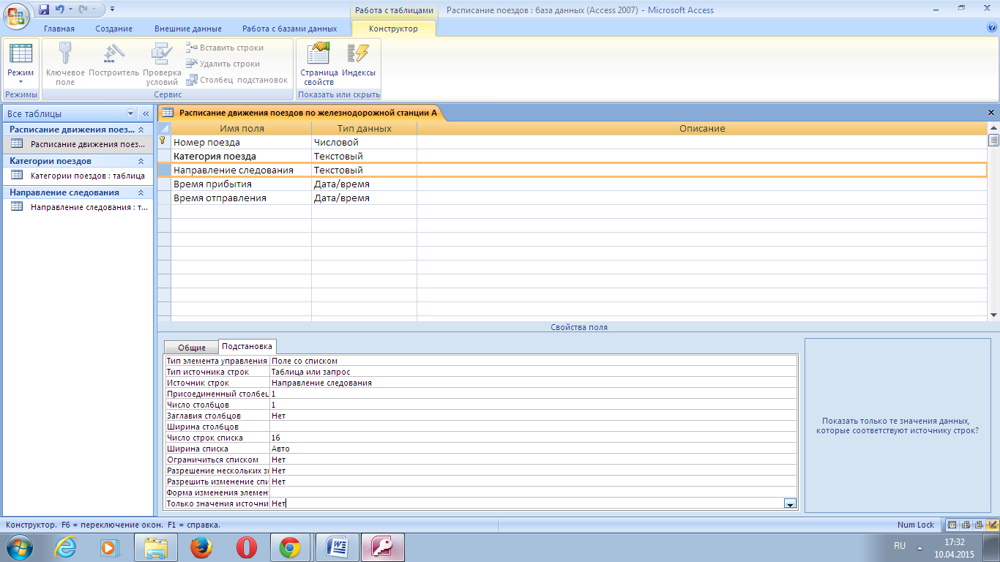 Работа с таблицами
Расписание поездов : база данных (Access 2007) - Microsoft Access
Главная Создание Внешние данные Работа с базами данных Конструктор
Режим
Ключевое поле
Построитель
Проверка условий
Вставить строки
Удалить строки
Столбец подстановок
Страница свойств
Индексы
Режимы Сервис Показать или скрыть
Все таблицы
Расписание движения поез...
Расписание движения поез...
Категории поездов
Категории поездов : таблица
Направление следования
Направление следования : т...
Расписание движения поездов по железнодорожной станции А
Имя поля Тип данных Описание
Номер поезда Числовой
Категория поезда Текстовый
Направление следования Текстовый
Время прибытия Дата/время
Время отправления Дата/время
Свойства поля
Общие Подстановка
Тип элемента управления Поле со списком
Тип источника строк Таблица или запрос
Источник строк Направление следования
Присоединенный столбец 1
Число столбцов 1
Заглавия столбцов Нет
Ширина столбцов
Число строк списка 16
Ширина списка Авто
Ограничиться списком Нет
Разрешение нескольких зн Нет
Разрешить изменение спи Нет
Форма изменения элемент
Только значения источни Нет
Показать только те значения данных,
которые соответствуют источнику строк?
Конструктор. F6 = переключение окон. F1 = справка. Num Lock
RU 17:32
10.04.2015